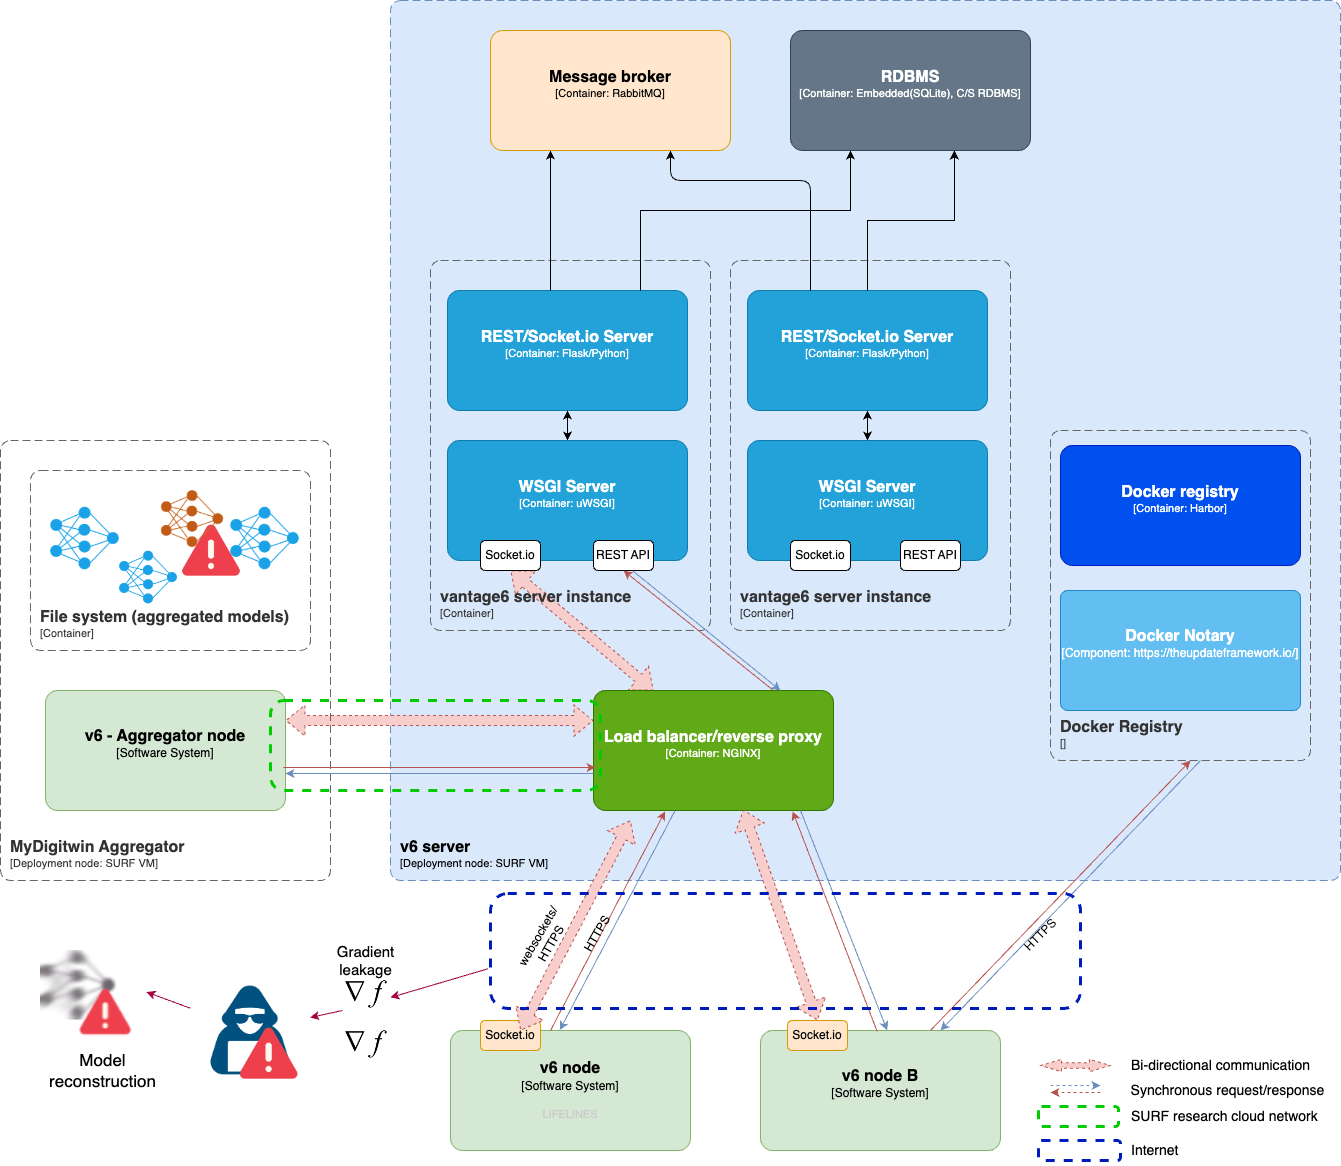 Message broker
[Container: RabbitMQ]
RDBMS
[Container: Embedded(SQLite), C/S RDBMS]
REST/Socket.io Server
[Container: Flask/Python]
REST/Socket.io Server
[Container: Flask/Python]
WSGI Server
[Container: uWSGI]
Socket.io
REST API
vantage6 server instance
[Container]
WSGI Server
[Container: uWSGI]
Socket.io
REST API
vantage6 server instance
[Container]
Docker registry
[Container: Harbor]
Docker Notary
[Component: https://theupdateframework.io/]
Docker Registry
[]
File system (aggregated models)
[Container]
v6 - Aggregator node
[Software System]
MyDigitwin Aggregator
[Deployment node: SURF VM]
Load balancer/reverse proxy
[Container: NGINX]
v6 server
[Deployment node: SURF VM]
websockets/
HTTPS
HTTPS
HTTPS
Gradient
leakage
∇ f
∇ f
Model
reconstruction
Socket.io
v6 node
[Software System]
LIFELINES
Socket.io
v6 node B
[Software System]
Bi-directional communication
Synchronous request/response
SURF research cloud network
Internet